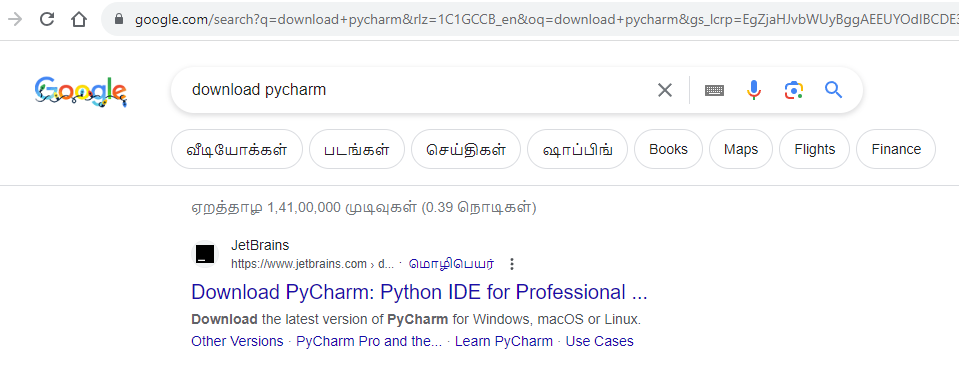 google.com/search?q=download+pycharm&rlz=1C1GCCB_en&oq=download+pycharm&gs_lcrp=EgZjaHJvbWUyBggAEEUYOdIBCDE3
Google
download pycharm
வீடியோக்கள் படங்கள் செய்திகள் ஷாப்பிங் Books Maps Flights Finance
ஏறத்தாழ 1,41,00,000 முடிவுகள் (0.39 நொடிகள்)
JetBrains
https://www.jetbrains.com › d... · மொழிபெயர்
Download PyCharm: Python IDE for Professional ...
Download the latest version of PyCharm for Windows, macOS or Linux.
Other Versions · PyCharm Pro and the... · Learn PyCharm · Use Cases